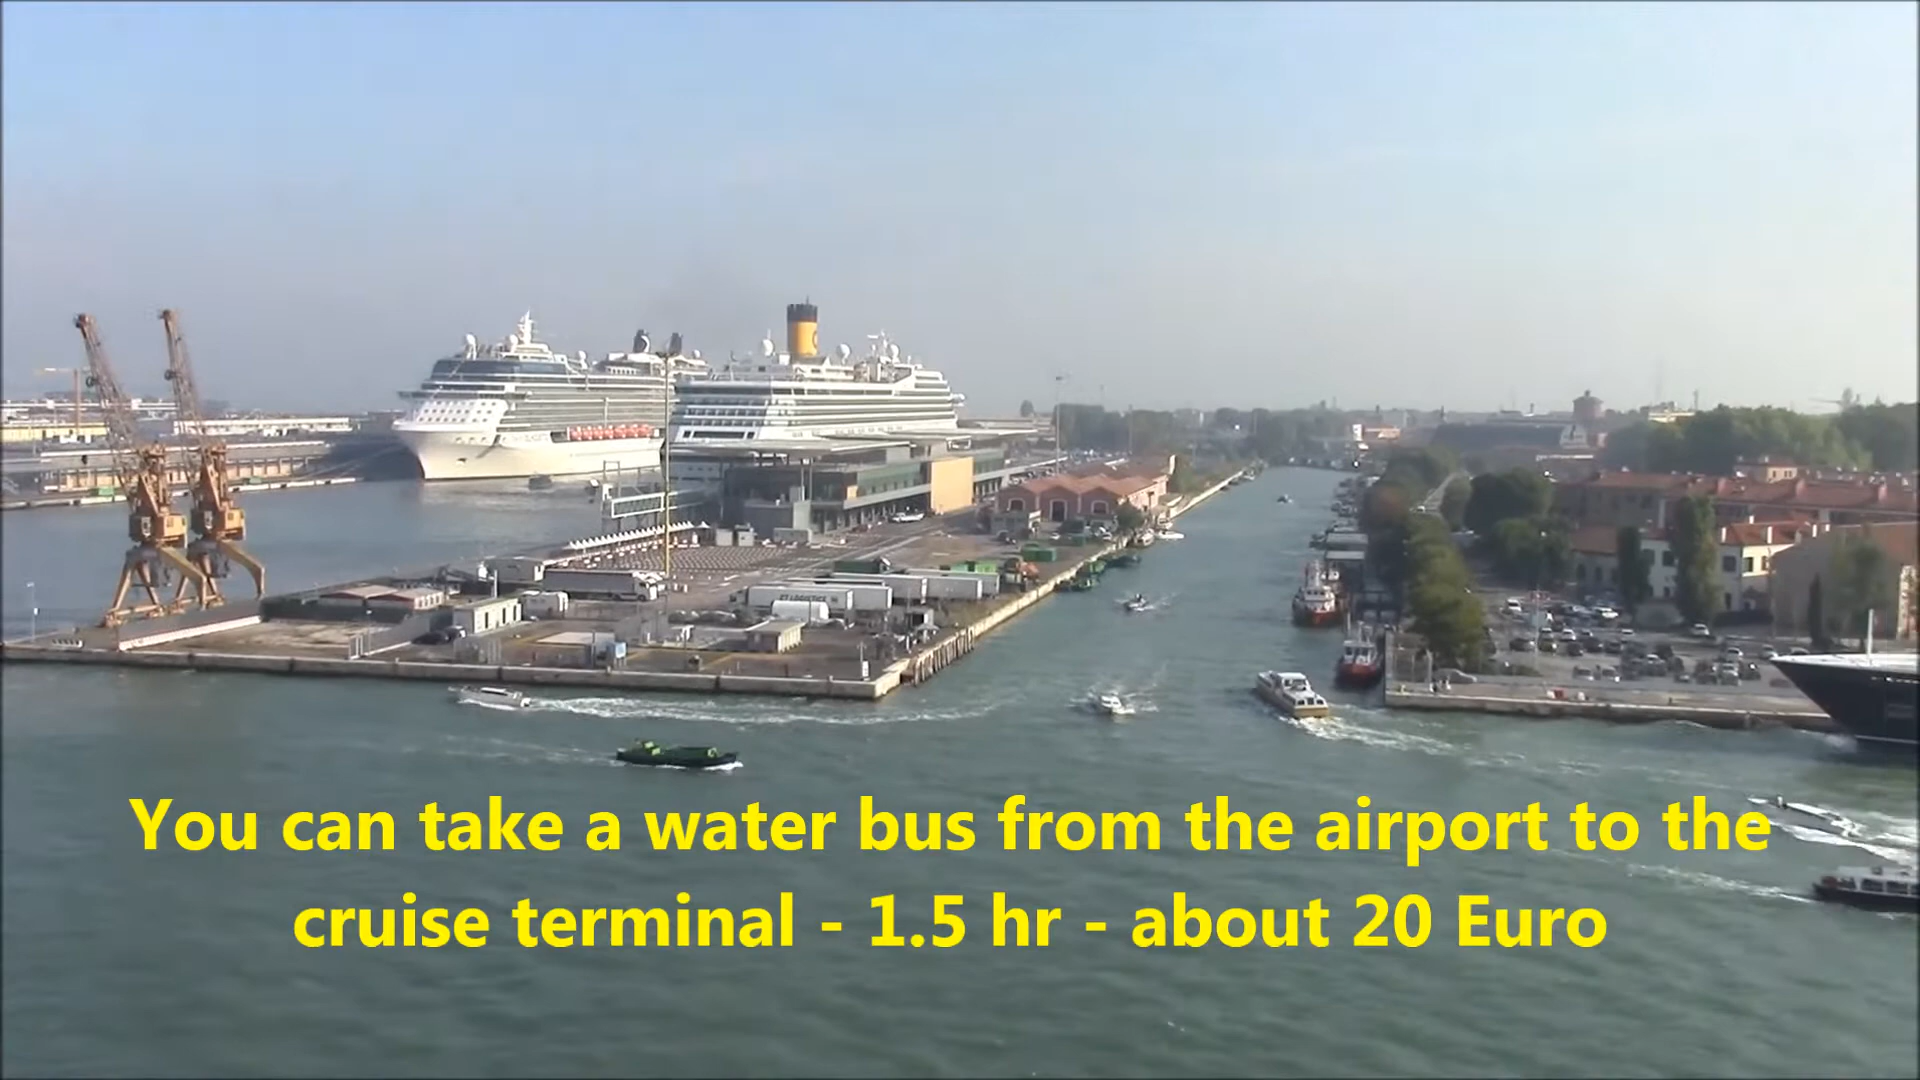 You can take a water bus from the airport to the
cruise terminal - 1.5 hr - about 20 Euro